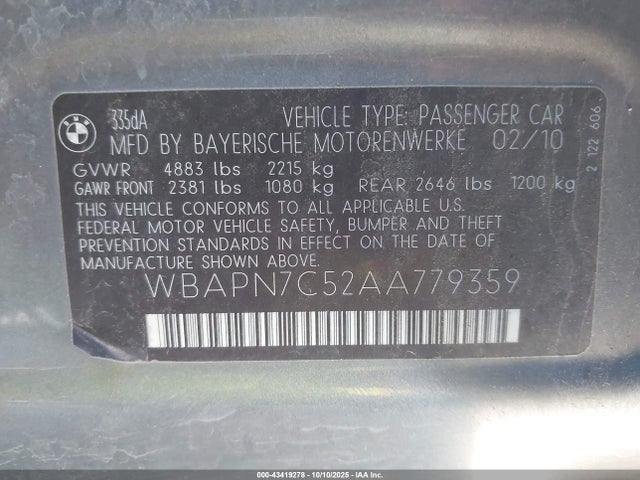 BMW
335dA
VEHICLE TYPE: PASSENGER CAR
MFD BY BAYERISCHE MOTORENWERKE 02/10
GVWR 4883 lbs 2215 kg
GAWR FRONT 2381 lbs 1080 kg REAR 2646 lbs 1200 kg
THIS VEHICLE CONFORMS TO ALL APPLICABLE U.S.
FEDERAL MOTOR VEHICLE SAFETY, BUMPER AND THEFT
PREVENTION STANDARDS IN EFFECT ON THE DATE OF
MANUFACTURE SHOWN ABOVE.
WBAPN7C52AA779359
2 122 606
000-43419278 - 10/10/2025 - IAA Inc.